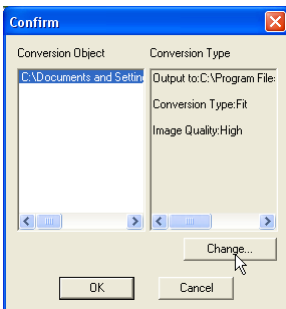 Confirm
Conversion Object
Conversion Type
C:\Documents and Settin
Output to:C:\Program File:
Conversion Type:Fit
Image Quality:High
Change...
OK
Cancel